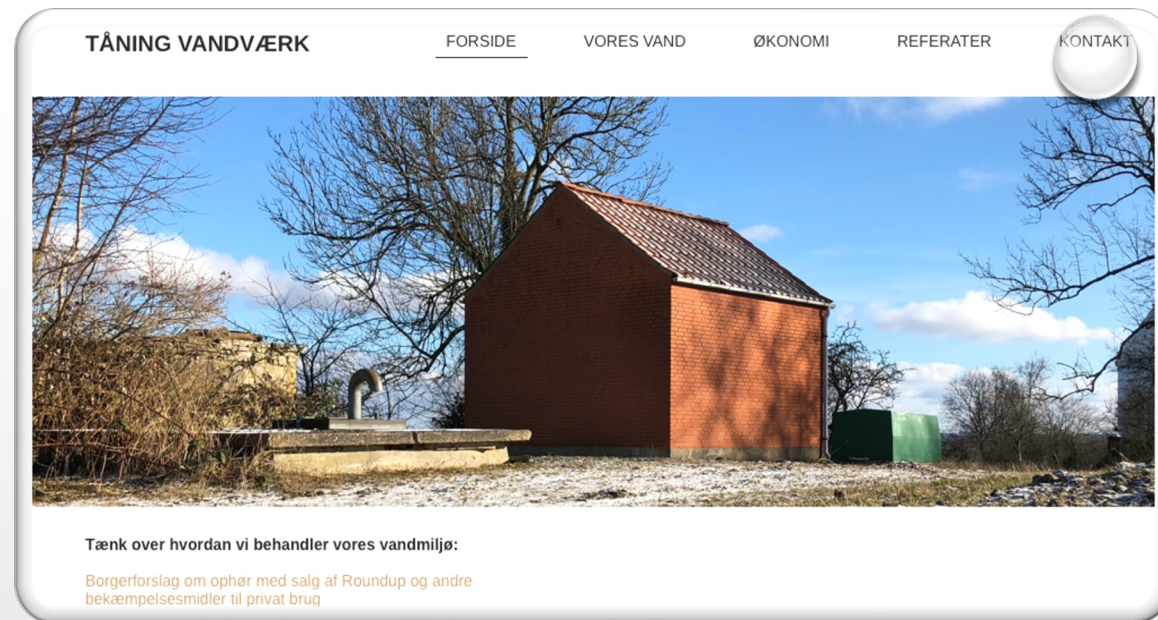 TÅNING VANDVÆRK
FORSIDE VORES VAND ØKONOMI REFERATER KONTAKT
Tænk over hvordan vi behandler vores vandmiljø:
Borgerforslag om ophør med salg af Roundup og andre
bekæmpelsesmidler til privat brug